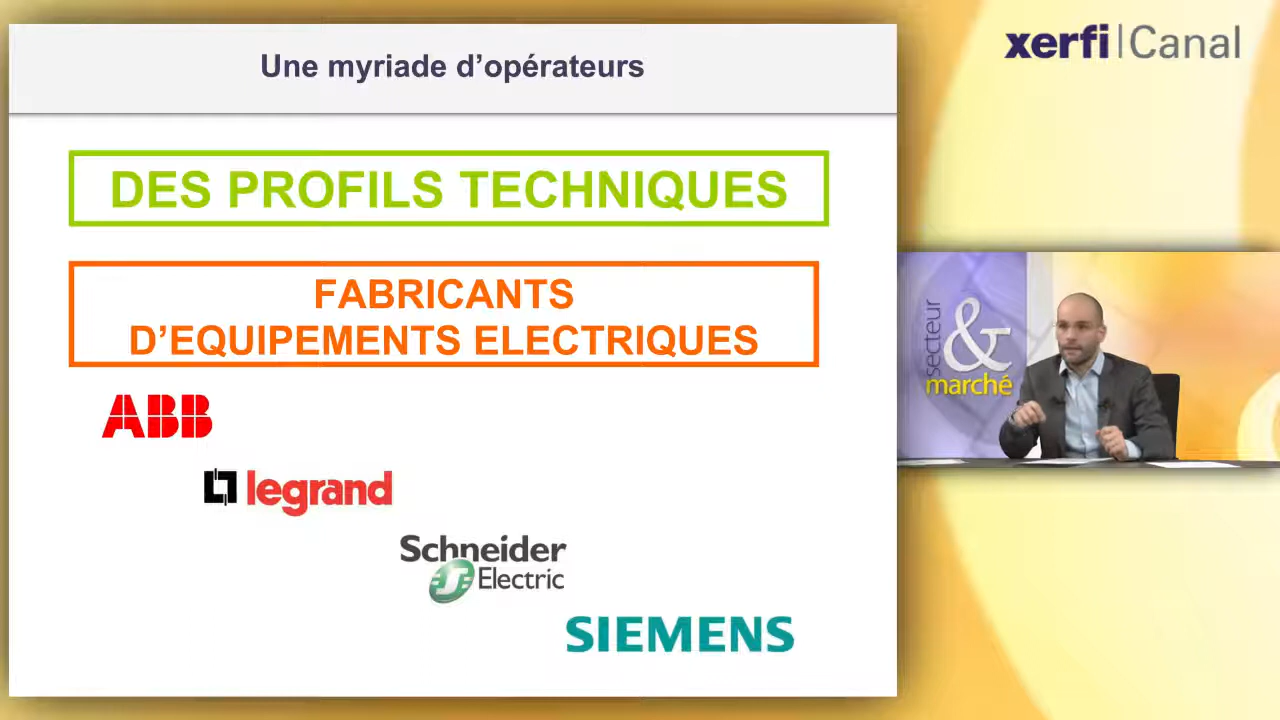 Une myriade d’opérateurs
xerfi|Canal
DES PROFILS TECHNIQUES
FABRICANTS
D’EQUIPEMENTS ELECTRIQUES
ABB
legrand
Schneider
Electric
SIEMENS
secteur
&
marché